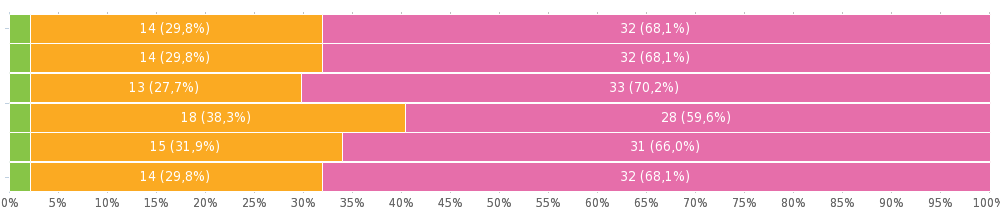 14 (29,8%) 32 (68,1%)
14 (29,8%) 32 (68,1%)
13 (27,7%) 33 (70,2%)
18 (38,3%) 28 (59,6%)
15 (31,9%) 31 (66,0%)
14 (29,8%) 32 (68,1%)
0% 5% 10% 15% 20% 25% 30% 35% 40% 45% 50% 55% 60% 65% 70% 75% 80% 85% 90% 95% 100%